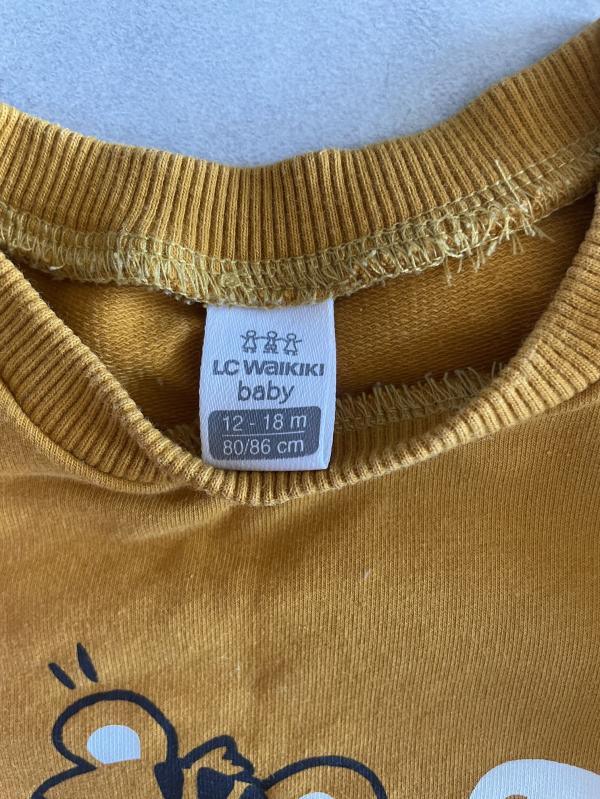 LC WAIKIKI
baby
12 - 18 m
80/86 cm